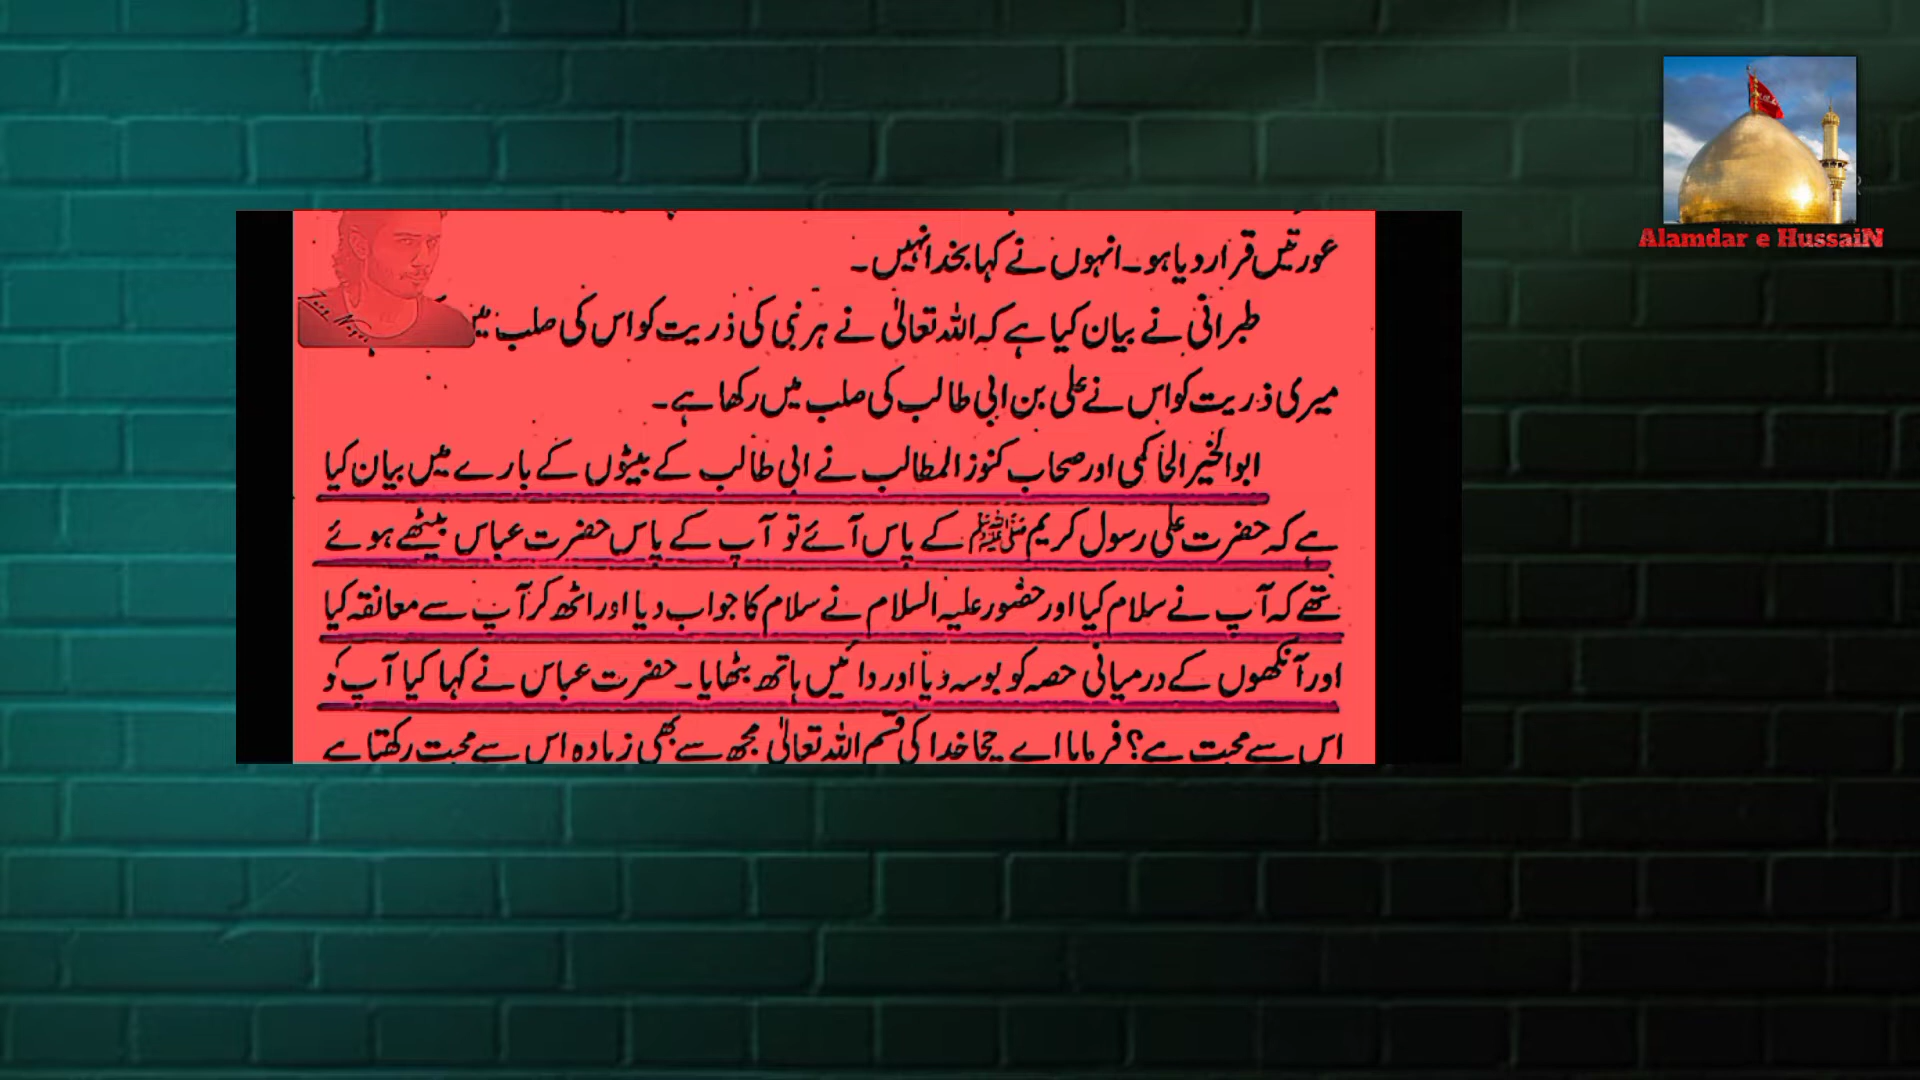 عورتیں قرار دیا ہو۔ انہوں نے کہا بخدا نہیں۔
طبرانی نے بیان کیا ہے کہ اللہ تعالٰی نے ہر نبی کی ذریت کو اس کی صلب میں
میری ذریت کو اس نے علی بن ابی طالب کی صلب میں رکھا ہے۔
ابوالخیر الحاکمی اور صحاب کنوز المطالب نے ابی طالب کے بیٹوں کے بارے میں بیان کیا
ہے کہ حضرت علی رسول کریم ﷺ کے پاس آئے تو آپ کے پاس حضرت عباس بیٹھے ہوئے
تھے کہ آپ نے سلام کیا اور حضور علیہ السلام نے سلام کا جواب دیا اور اٹھ کر آپ سے معانقہ کیا
اور آنکھوں کے درمیانی حصہ کو بوسہ دیا اور دائیں ہاتھ بٹھایا۔ حضرت عباس نے کہا کیا آپ کو
اس سے محبت ہے؟ فرمایا اے چچا خدا کی قسم اللہ تعالٰی مجھ سے بھی زیادہ اس سے محبت رکھتا ہے
Alamdar e HussaiN